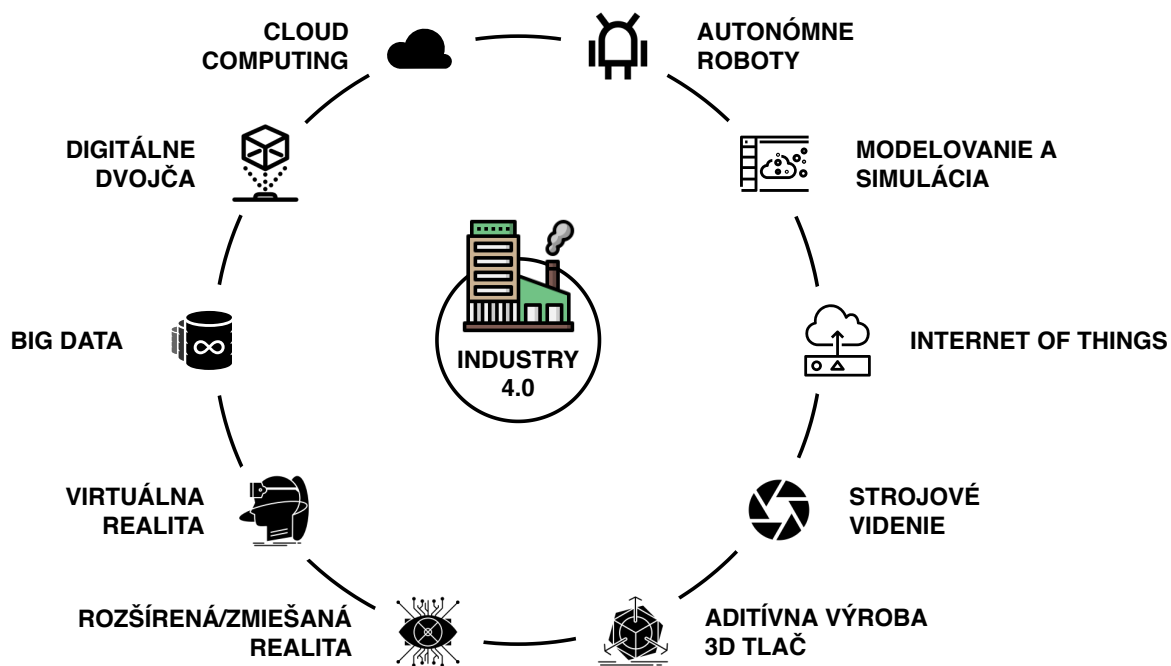 CLOUD
COMPUTING
AUTONÓMNE
ROBOTY
DIGITÁLNE
DVOJČA
MODELOVANIE A
SIMULÁCIA
BIG DATA
INDUSTRY
4.0
INTERNET OF THINGS
VIRTUÁLNA
REALITA
STROJOVÉ
VIDENIE
ROZŠÍRENÁ/ZMIEŠANÁ
REALITA
ADITÍVNA VÝROBA
3D TLAČ